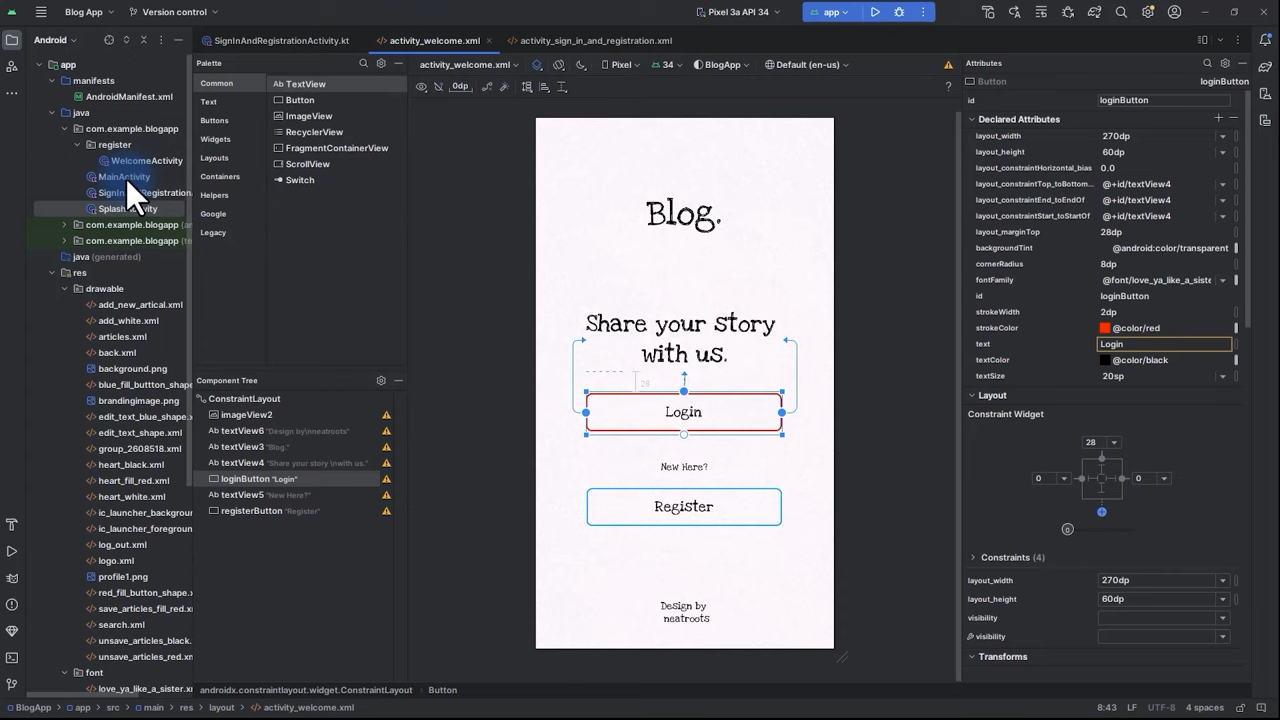 Blog App Version control Pixel 3a API 34 app
Android SignInAndRegistrationActivity.kt activity_welcome.xml activity_sign_in_and_registration.xml
app
manifests
AndroidManifest.xml
java
com.example.blogapp
register
WelcomeActivity
MainActivity
com.example.blogapp
com.example.blogapp
java (generated)
res
drawable
add_new_artical.xml
add_white.xml
articles.xml
back.xml
background.png
blue_fill_buttton_shape
brandingimage.png
edit_text_blue_shape.
edit_text_shape.xml
group_2608518.xml
heart_black.xml
heart_fill_red.xml
heart_white.xml
ic_launcher_backgroun
ic_launcher_foregroun
log_out.xml
logo.xml
profile1.png
red_fill_button_shape.
save_articles_fill_red.x
search.xml
unsave_articles_black.
unsave_articles_red.xm
font
love_ya_like_a_sister.x
activity_welcome.xml Pixel 34 BlogApp Default (en-us)
0dp
Palette
Common
Text
Buttons
Widgets
Layouts
Containers
Helpers
Google
Legacy
Ab TextView
Button
ImageView
RecyclerView
FragmentContainerView
ScrollView
Switch
Component Tree
ConstraintLayout
imageView2
Ab textView6 "Design by\nneatroots"
Ab textView3 "Blog."
Ab textView4 "Share your story \nwith us."
loginButton "Login"
Ab textView5 "New Here?"
registerButton "Register"
Blog.
Share your story
with us.
28
Login
New Here?
Register
Design by
neatroots
Attributes
Button loginButton
id loginButton
Declared Attributes
layout_width 270dp
layout_height 60dp
layout_constraintHorizontal_bias 0.0
layout_constraintTop_toBottom... @+id/textView4
layout_constraintEnd_toEndOf @+id/textView4
layout_constraintStart_toStartOf @+id/textView4
layout_marginTop 28dp
backgroundTint @android:color/transparent
cornerRadius 8dp
fontFamily @font/love_ya_like_a_siste
id loginButton
strokeWidth 2dp
strokeColor @color/red
text Login
textColor @color/black
textSize 20sp
Layout
Constraint Widget
28
0 0
0
Constraints (4)
layout_width 270dp
layout_height 60dp
visibility
visibility
Transforms
androidx.constraintlayout.widget.ConstraintLayout Button
BlogApp app src main res layout activity_welcome.xml 8:43 LF UTF-8 4 spaces